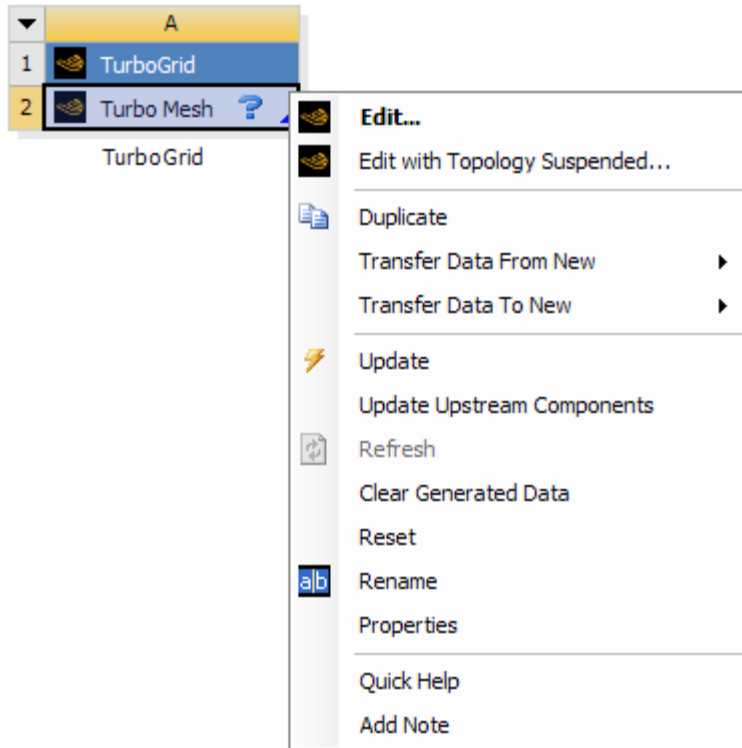 A
1 TurboGrid
2 Turbo Mesh ?
TurboGrid
Edit...
Edit with Topology Suspended...
Duplicate
Transfer Data From New
Transfer Data To New
Update
Update Upstream Components
Refresh
Clear Generated Data
Reset
a|b Rename
Properties
Quick Help
Add Note